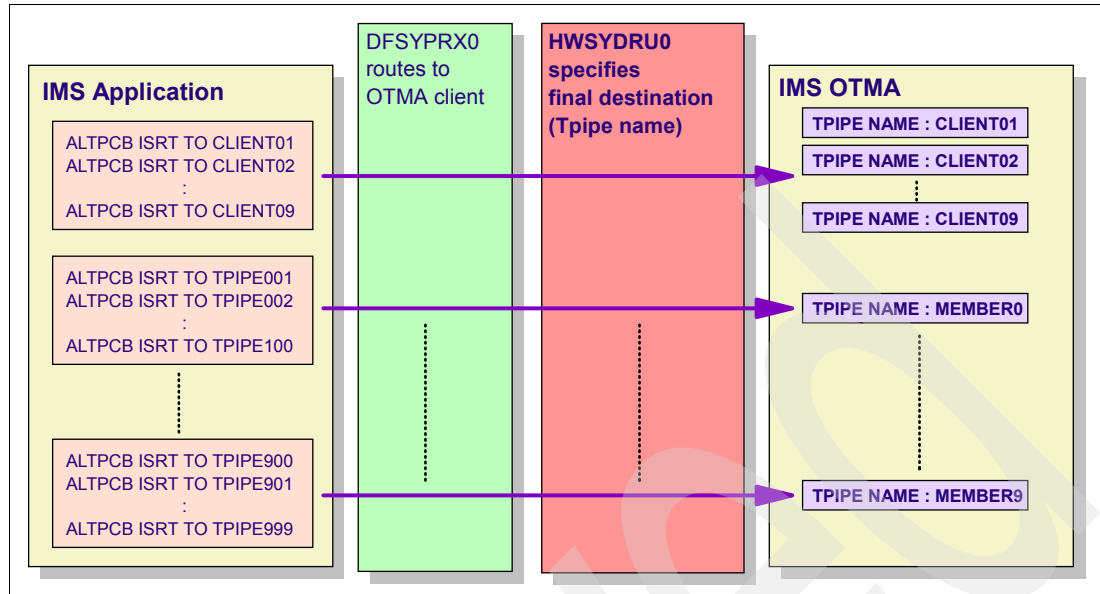 IMS Application
ALTPCB ISRT TO CLIENT01
ALTPCB ISRT TO CLIENT02
:
ALTPCB ISRT TO CLIENT09
ALTPCB ISRT TO TPIPE001
ALTPCB ISRT TO TPIPE002
:
ALTPCB ISRT TO TPIPE100
ALTPCB ISRT TO TPIPE900
ALTPCB ISRT TO TPIPE901
:
ALTPCB ISRT TO TPIPE999
DFSYPRX0
routes to
OTMA client
HWSYDRU0
specifies
final destination
(Tpipe name)
IMS OTMA
TPIPE NAME : CLIENT01
TPIPE NAME : CLIENT02
TPIPE NAME : CLIENT09
TPIPE NAME : MEMBER0
TPIPE NAME : MEMBER9